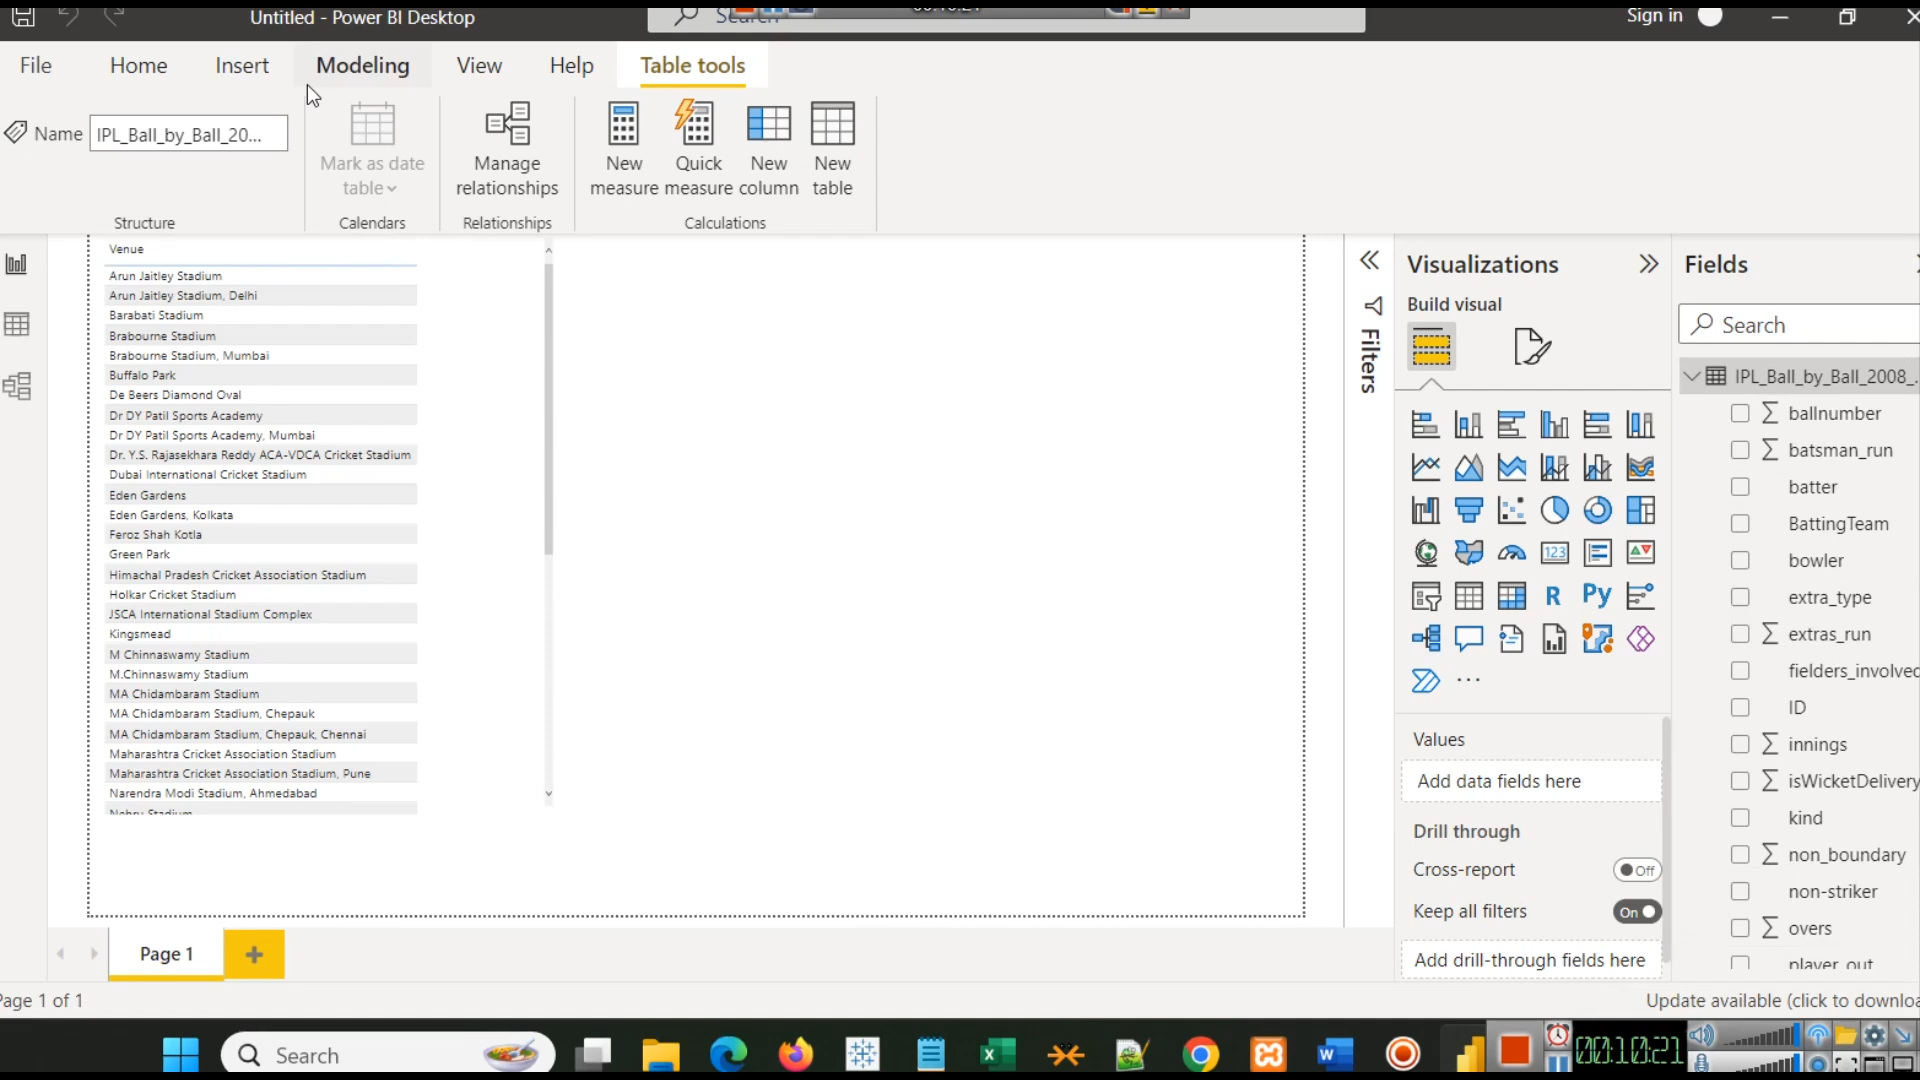 Untitled - Power BI Desktop
Search
Sign in
File
Home
Insert
Modeling
View
Help
Table tools
Name
IPL_Ball_by_Ball_20...
Mark as date
table
Manage
relationships
New
measure
Quick
measure
New
column
New
table
Structure
Calendars
Relationships
Calculations
Venue
Arun Jaitley Stadium
Arun Jaitley Stadium, Delhi
Barabati Stadium
Brabourne Stadium
Brabourne Stadium, Mumbai
Buffalo Park
De Beers Diamond Oval
Dr DY Patil Sports Academy
Dr DY Patil Sports Academy, Mumbai
Dr. Y.S. Rajasekhara Reddy ACA-VDCA Cricket Stadium
Dubai International Cricket Stadium
Eden Gardens
Eden Gardens, Kolkata
Feroz Shah Kotla
Green Park
Himachal Pradesh Cricket Association Stadium
Holkar Cricket Stadium
JSCA International Stadium Complex
Kingsmead
M Chinnaswamy Stadium
M.Chinnaswamy Stadium
MA Chidambaram Stadium
MA Chidambaram Stadium, Chepauk
MA Chidambaram Stadium, Chepauk, Chennai
Maharashtra Cricket Association Stadium
Maharashtra Cricket Association Stadium, Pune
Narendra Modi Stadium, Ahmedabad
Nehru Stadium
Filters
Visualizations
Build visual
123
R
Py
...
Values
Add data fields here
Drill through
Cross-report
Off
Keep all filters
On
Add drill-through fields here
Fields
Search
IPL_Ball_by_Ball_2008_
ballnumber
batsman_run
batter
BattingTeam
bowler
extra_type
extras_run
fielders_involved
ID
innings
isWicketDelivery
kind
non_boundary
non-striker
overs
player_out
Page 1
Page 1 of 1
Update available (click to downloa
Search
00:10:21